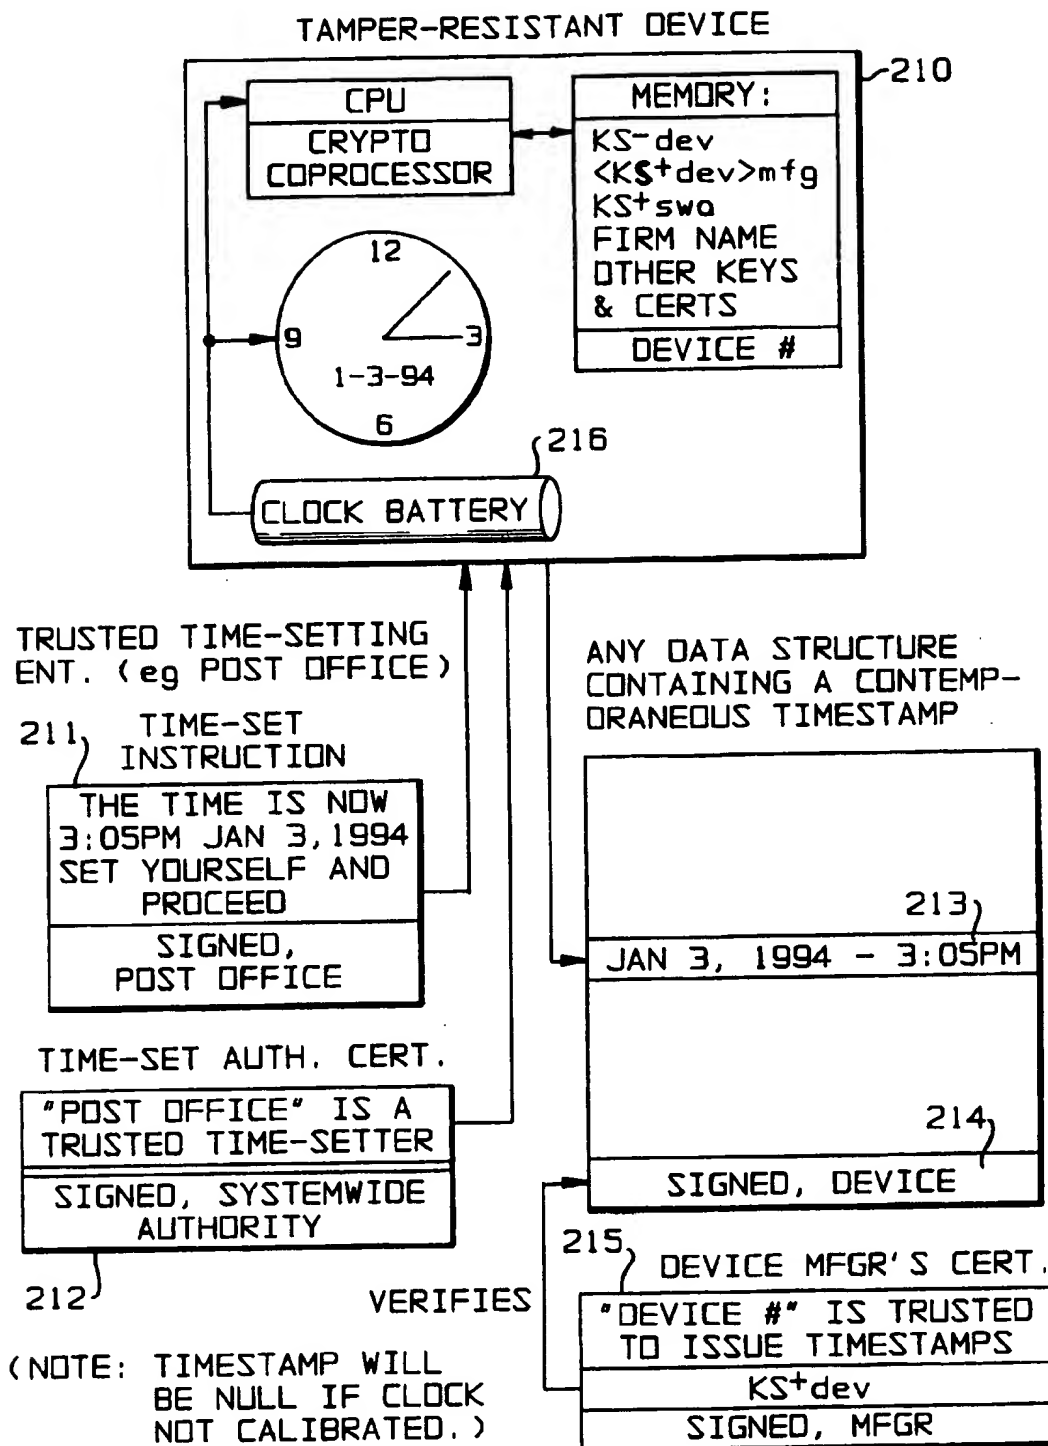 TAMPER-RESISTANT DEVICE
210
CPU
CRYPTO
COPROCESSOR
MEMORY:
KS-dev
<KS+dev>mfg
KS+swa
FIRM NAME
OTHER KEYS
& CERTS
DEVICE #
12
9
3
1-3-94
6
216
CLOCK BATTERY
TRUSTED TIME-SETTING
ENT. (eg POST OFFICE)
211
TIME-SET
INSTRUCTION
THE TIME IS NOW
3:05PM JAN 3,1994
SET YOURSELF AND
PROCEED
SIGNED,
POST OFFICE
TIME-SET AUTH. CERT.
"POST OFFICE" IS A
TRUSTED TIME-SETTER
SIGNED, SYSTEMWIDE
AUTHORITY
212
ANY DATA STRUCTURE
CONTAINING A CONTEMP-
ORANEOUS TIMESTAMP
213
JAN 3, 1994 - 3:05PM
214
SIGNED, DEVICE
215
DEVICE MFGR'S CERT.
VERIFIES
"DEVICE #" IS TRUSTED
TO ISSUE TIMESTAMPS
KS+dev
SIGNED, MFGR
(NOTE: TIMESTAMP WILL
BE NULL IF CLOCK
NOT CALIBRATED.)